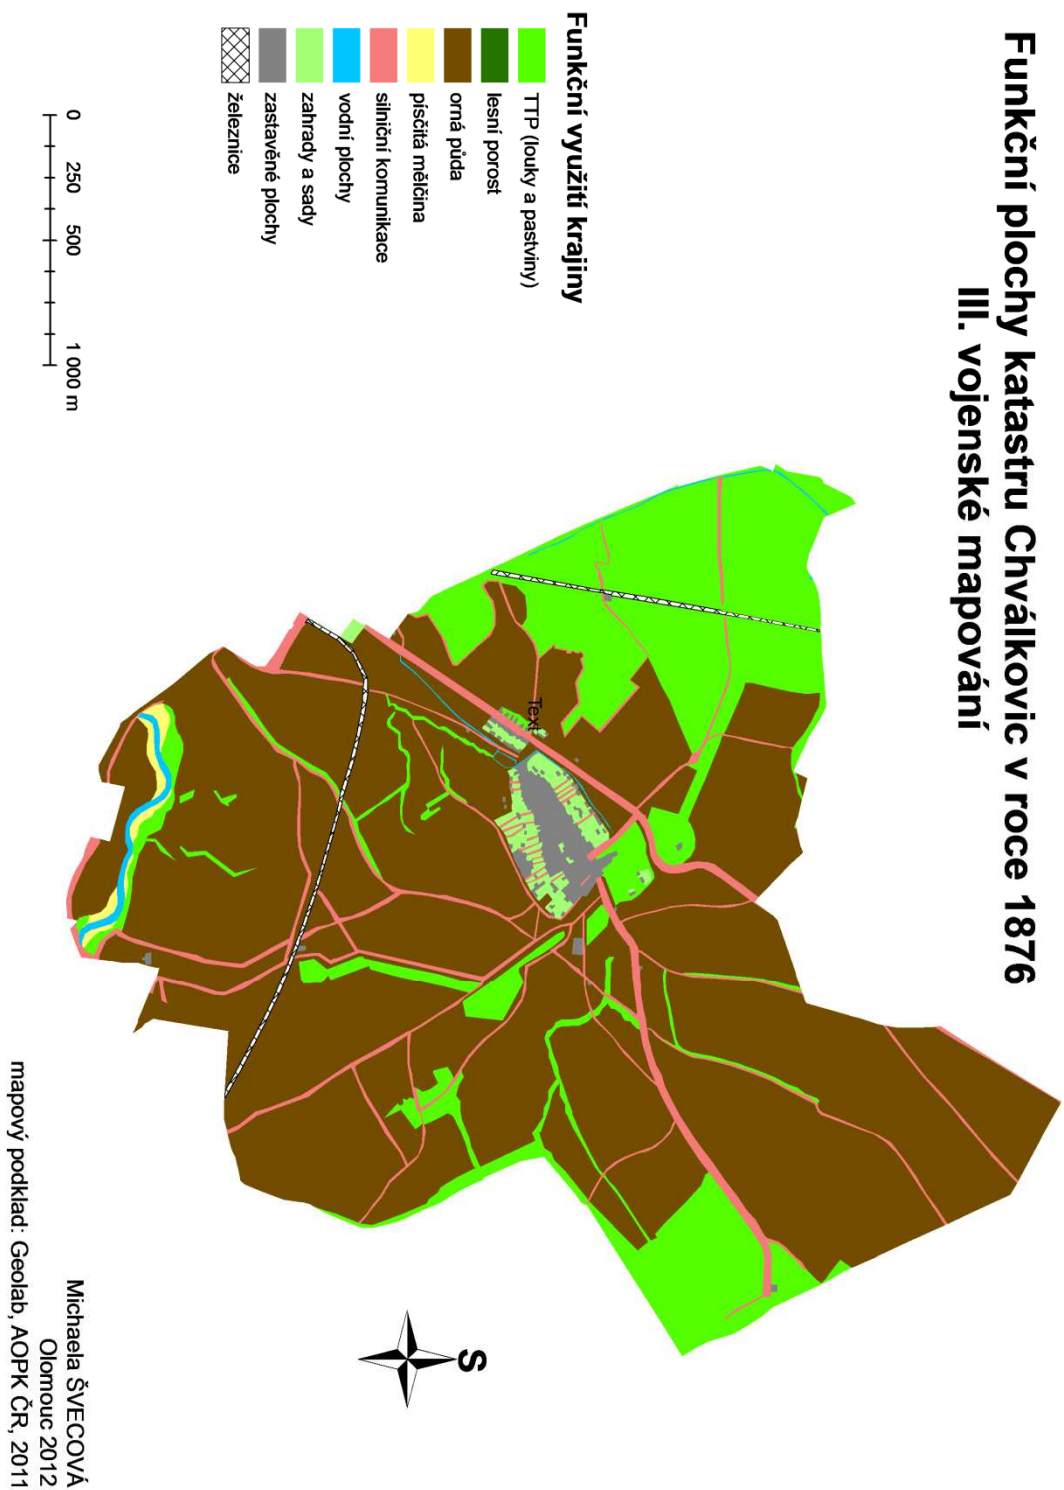 Funkční plochy katastru Chválkovic v roce 1876
III. vojenské mapování
Funkční využití krajiny
TTP (louky a pastviny)
lesní porost
orná půda
písčitá mělčina
silniční komunikace
vodní plochy
zahrady a sady
zastavěné plochy
železnice
0 250 500 1 000 m
Text
S
Michaela ŠVECOVÁ
Olomouc 2012
mapový podklad: Geolab, AOPK ČR, 2011